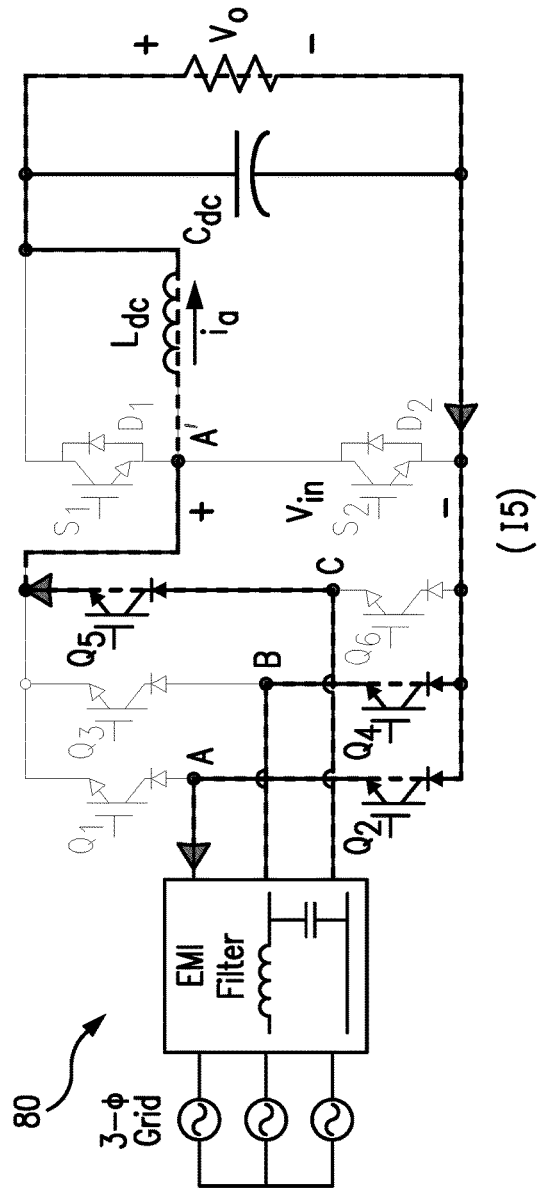 80
3-ϕ
Grid
EMI
Filter
A
B
C
Q1
Q3
Q5
Q2
Q4
Q6
S1
D1
A'
+
Vin
−
S2
D2
Ldc
ia
Cdc
+
Vo
−
(I5)